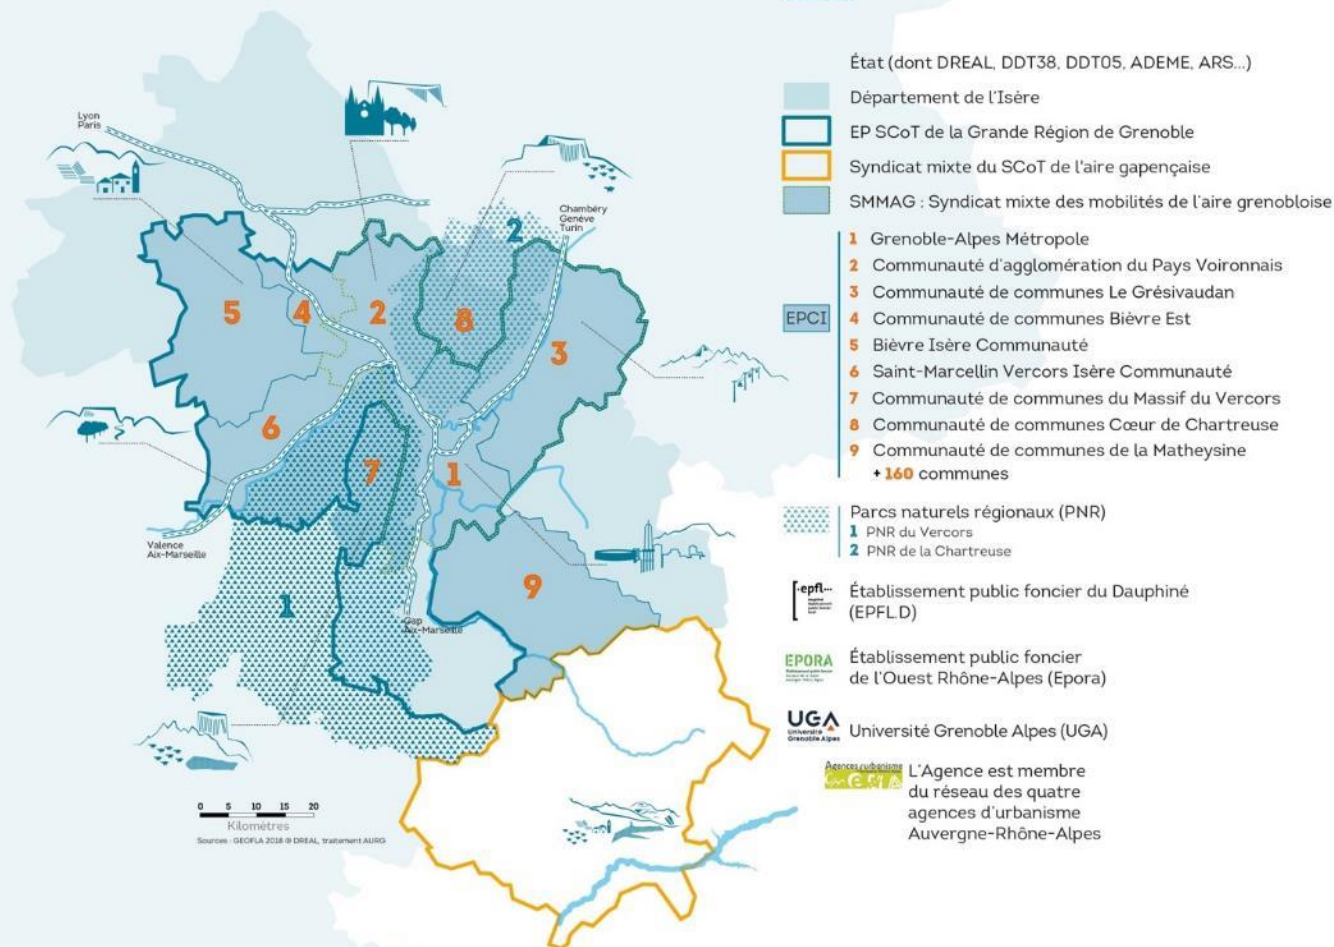 Lyon
Paris
Chambéry
Genève
Turin
2
5
4
2
8
3
6
7
1
Valence
Aix-Marseille
1
9
Gap
Aix-Marseille
0 5 10 15 20
Kilomètres
Sources : GEOFLA 2018 © DREAL, traitement AURG
État (dont DREAL, DDT38, DDT05, ADEME, ARS...)
Département de l'Isère
EP SCoT de la Grande Région de Grenoble
Syndicat mixte du SCoT de l'aire gapençaise
SMMAG : Syndicat mixte des mobilités de l'aire grenobloise
EPCI
1 Grenoble-Alpes Métropole
2 Communauté d'agglomération du Pays Voironnais
3 Communauté de communes Le Grésivaudan
4 Communauté de communes Bièvre Est
5 Bièvre Isère Communauté
6 Saint-Marcellin Vercors Isère Communauté
7 Communauté de communes du Massif du Vercors
8 Communauté de communes Cœur de Chartreuse
9 Communauté de communes de la Matheysine
+ 160 communes
Parcs naturels régionaux (PNR)
1 PNR du Vercors
2 PNR de la Chartreuse
epfl
Établissement public foncier du Dauphiné
(EPFL.D)
EPORA
Établissement public foncier
de l'Ouest Rhône-Alpes (Epora)
UGA
Université
Grenoble Alpes
Université Grenoble Alpes (UGA)
Agences urbanisme
L'Agence est membre
du réseau des quatre
agences d'urbanisme
Auvergne-Rhône-Alpes